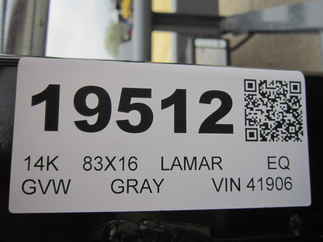 19512
14K 83X16 LAMAR EQ
GVW GRAY VIN 41906